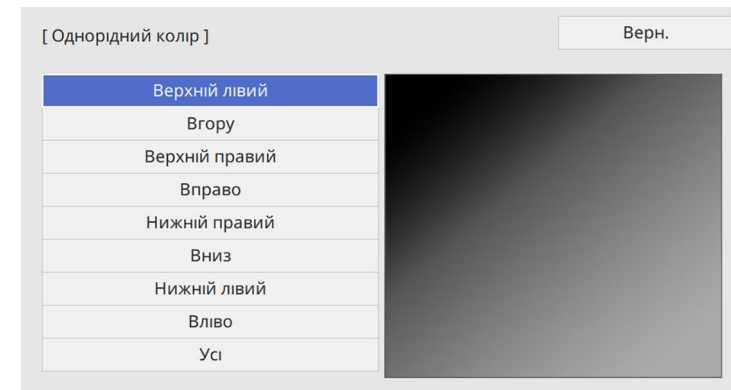 [ Однорідний колір ]
Верн.
Верхній лівий
Вгору
Верхній правий
Вправо
Нижній правий
Вниз
Нижній лівий
Вліво
Усі